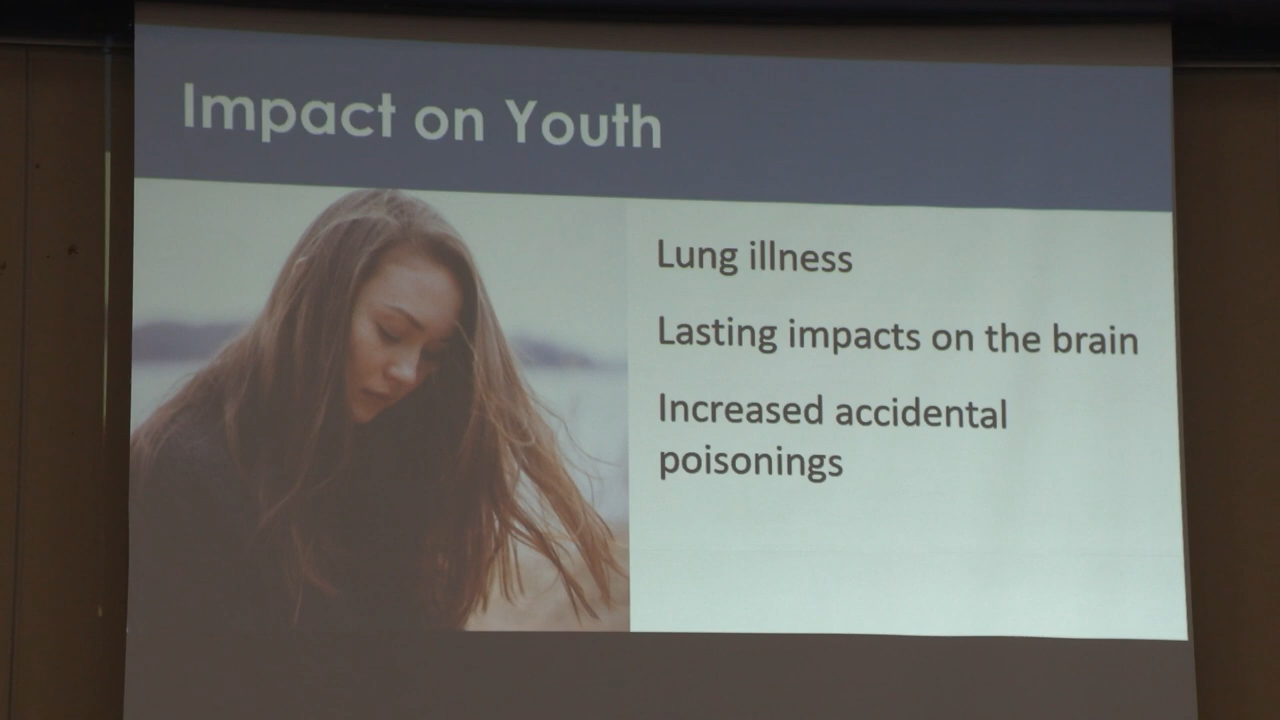 Impact on Youth
Lung illness
Lasting impacts on the brain
Increased accidental
poisonings